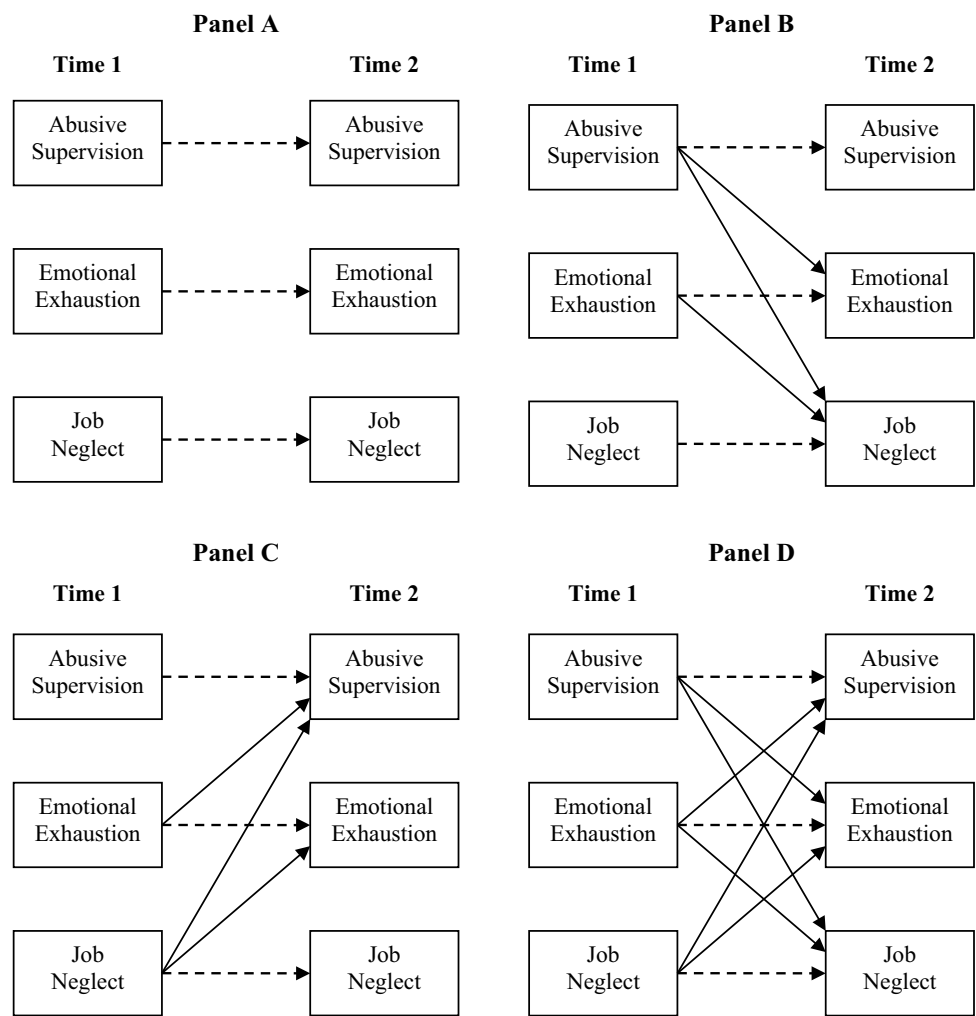 Panel A
Time 1
Time 2
Abusive
Supervision
Abusive
Supervision
Emotional
Exhaustion
Emotional
Exhaustion
Job
Neglect
Job
Neglect
Panel B
Time 1
Time 2
Abusive
Supervision
Abusive
Supervision
Emotional
Exhaustion
Emotional
Exhaustion
Job
Neglect
Job
Neglect
Panel C
Time 1
Time 2
Abusive
Supervision
Abusive
Supervision
Emotional
Exhaustion
Emotional
Exhaustion
Job
Neglect
Job
Neglect
Panel D
Time 1
Time 2
Abusive
Supervision
Abusive
Supervision
Emotional
Exhaustion
Emotional
Exhaustion
Job
Neglect
Job
Neglect